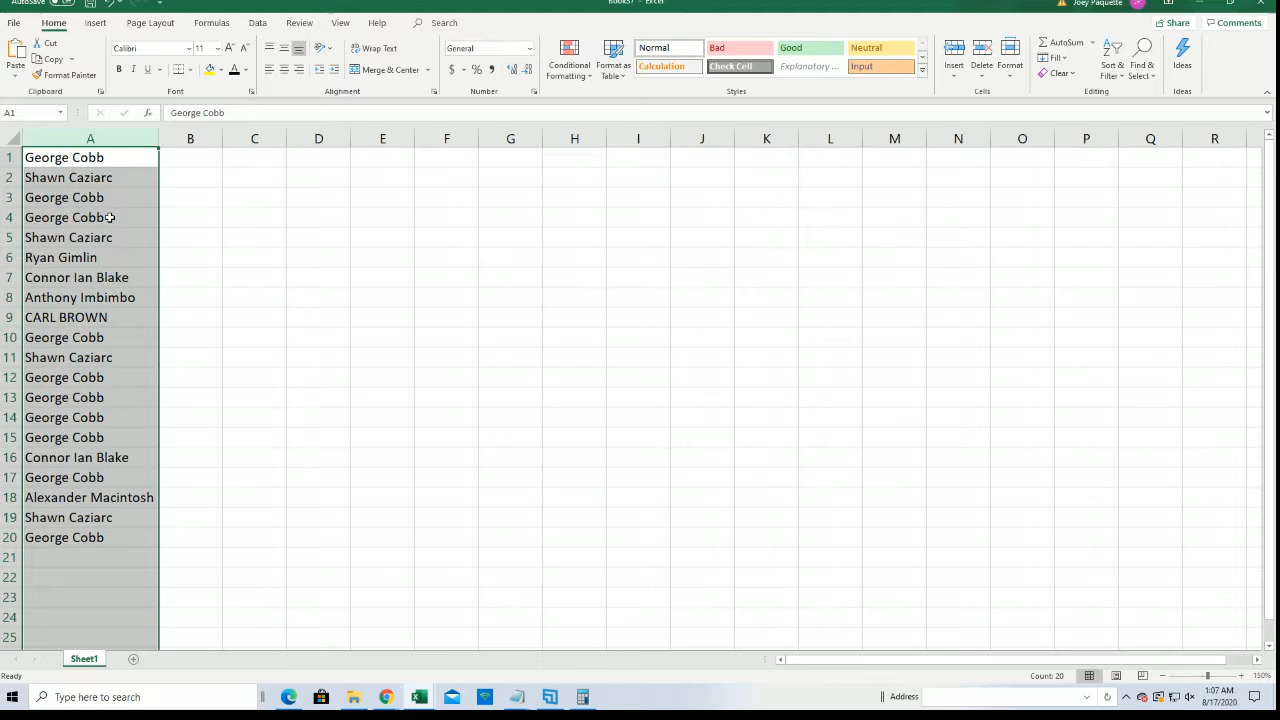 AutoSave Off Book37 - Excel Joey Paquette JP
File Home Insert Page Layout Formulas Data Review View Help Search Share Comments
Paste Cut Copy Format Painter Clipboard
Calibri 11 A A B I U A Font
Wrap Text Merge & Center Alignment
General $ % , Number
Conditional Formatting Format as Table
Normal Bad Good Neutral
Calculation Check Cell Explanatory ... Input
Styles
Insert Delete Format Cells
AutoSum Fill Clear Sort & Filter Find & Select Editing
Ideas Ideas
A1 fx George Cobb
A B C D E F G H I J K L M N O P Q R
1 George Cobb
2 Shawn Caziarc
3 George Cobb
4 George Cobb
5 Shawn Caziarc
6 Ryan Gimlin
7 Connor Ian Blake
8 Anthony Imbimbo
9 CARL BROWN
10 George Cobb
11 Shawn Caziarc
12 George Cobb
13 George Cobb
14 George Cobb
15 George Cobb
16 Connor Ian Blake
17 George Cobb
18 Alexander Macintosh
19 Shawn Caziarc
20 George Cobb
21
22
23
24
25
Sheet1
Ready Count: 20 150%
Type here to search Address 1:07 AM
8/17/2020